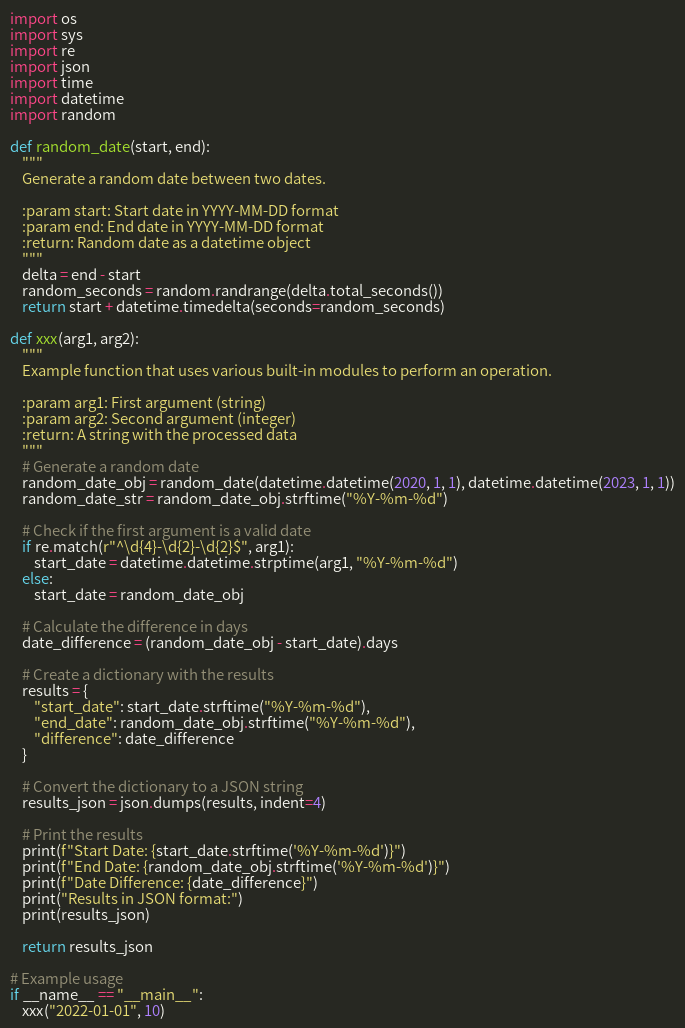 import os
import sys
import re
import json
import time
import datetime
import random

def random_date(start, end):
    """
    Generate a random date between two dates.

    :param start: Start date in YYYY-MM-DD format
    :param end: End date in YYYY-MM-DD format
    :return: Random date as a datetime object
    """
    delta = end - start
    random_seconds = random.randrange(delta.total_seconds())
    return start + datetime.timedelta(seconds=random_seconds)

def xxx(arg1, arg2):
    """
    Example function that uses various built-in modules to perform an operation.

    :param arg1: First argument (string)
    :param arg2: Second argument (integer)
    :return: A string with the processed data
    """
    # Generate a random date
    random_date_obj = random_date(datetime.datetime(2020, 1, 1), datetime.datetime(2023, 1, 1))
    random_date_str = random_date_obj.strftime("%Y-%m-%d")

    # Check if the first argument is a valid date
    if re.match(r"^\d{4}-\d{2}-\d{2}$", arg1):
        start_date = datetime.datetime.strptime(arg1, "%Y-%m-%d")
    else:
        start_date = random_date_obj

    # Calculate the difference in days
    date_difference = (random_date_obj - start_date).days

    # Create a dictionary with the results
    results = {
        "start_date": start_date.strftime("%Y-%m-%d"),
        "end_date": random_date_obj.strftime("%Y-%m-%d"),
        "difference": date_difference
    }

    # Convert the dictionary to a JSON string
    results_json = json.dumps(results, indent=4)

    # Print the results
    print(f"Start Date: {start_date.strftime('%Y-%m-%d')}")
    print(f"End Date: {random_date_obj.strftime('%Y-%m-%d')}")
    print(f"Date Difference: {date_difference}")
    print("Results in JSON format:")
    print(results_json)

    return results_json

# Example usage
if __name__ == "__main__":
    xxx("2022-01-01", 10)